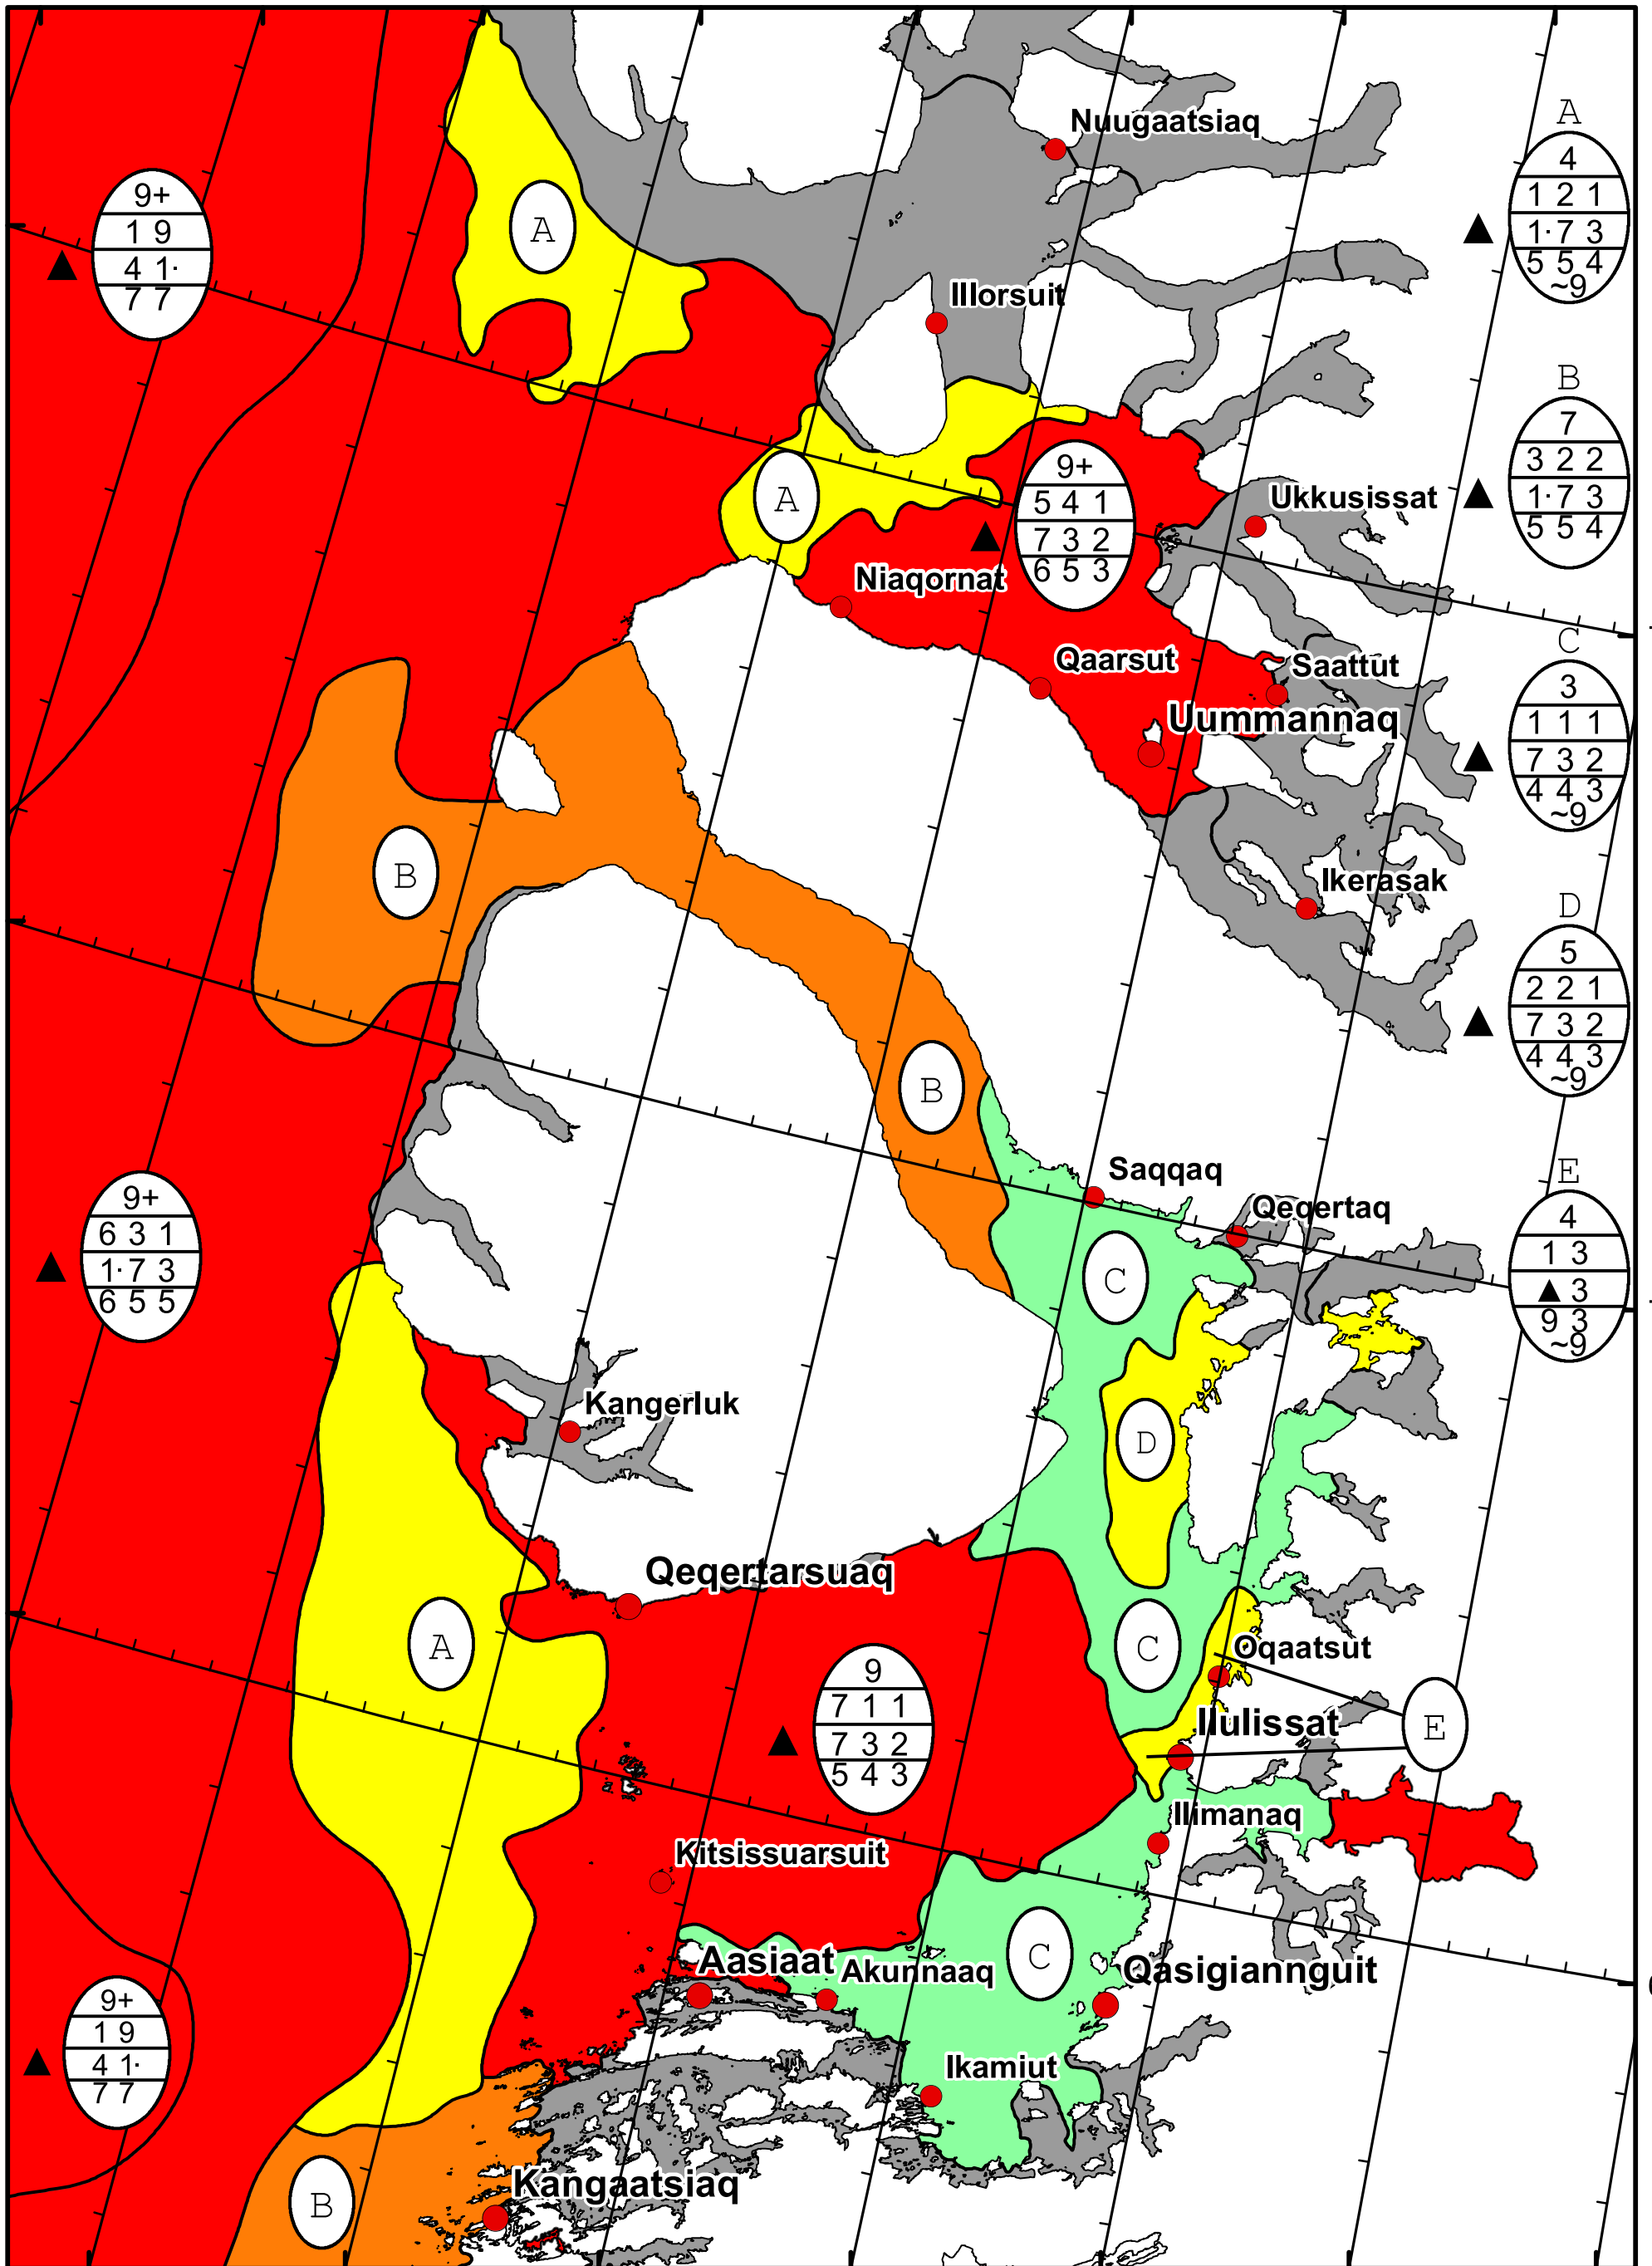 Nuugaatsiaq
A
4
1 2 1
1· 7 3
5 5 4
~9
9+
1 9
4 1·
7 7
A
Illorsuit
B
7
3 2 2
1· 7 3
5 5 4
A
9+
5 4 1
7 3 2
6 5 3
Ukkusissat
Niaqornat
Qaarsut
Saattut
Uummannaq
C
3
1 1 1
7 3 2
4 4 3
~9
B
Ikerasak
D
5
2 2 1
7 3 2
4 4 3
~9
B
Saqqaq
Qeqertaq
C
E
4
1 3
▲ 3
9 3
~9
9+
6 3 1
1· 7 3
6 5 5
Kangerluk
D
Qeqertarsuaq
A
C
Oqaatsut
9
7 1 1
7 3 2
5 4 3
Ilulissat
E
Ilimanaq
Kitsissuarsuit
Aasiaat
Akunnaaq
C
Qasigiannguit
9+
1 9
4 1·
7 7
Ikamiut
B
Kangaatsiaq